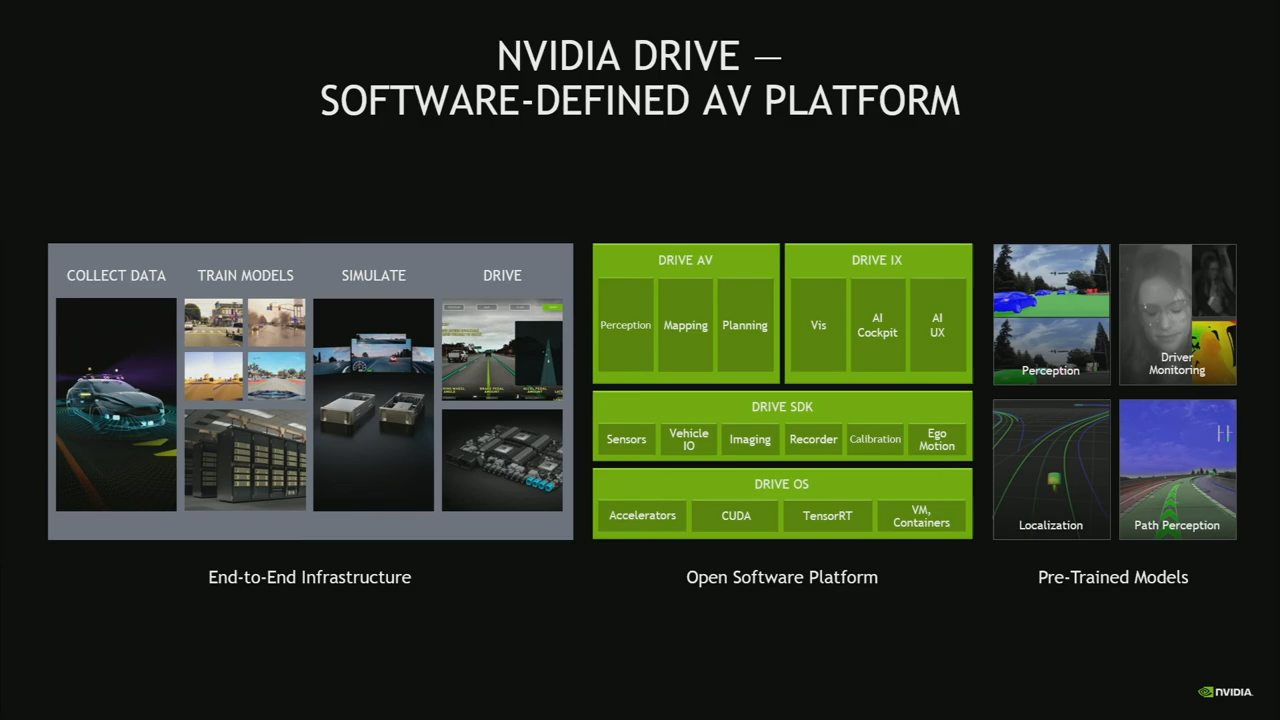 NVIDIA DRIVE —
SOFTWARE-DEFINED AV PLATFORM
COLLECT DATA
TRAIN MODELS
SIMULATE
DRIVE
End-to-End Infrastructure
DRIVE AV
Perception
Mapping
Planning
DRIVE IX
Vis
AI
Cockpit
AI
UX
DRIVE SDK
Sensors
Vehicle
IO
Imaging
Recorder
Calibration
Ego
Motion
DRIVE OS
Accelerators
CUDA
TensorRT
VM,
Containers
Open Software Platform
Perception
Driver
Monitoring
Localization
Path Perception
Pre-Trained Models
NVIDIA.